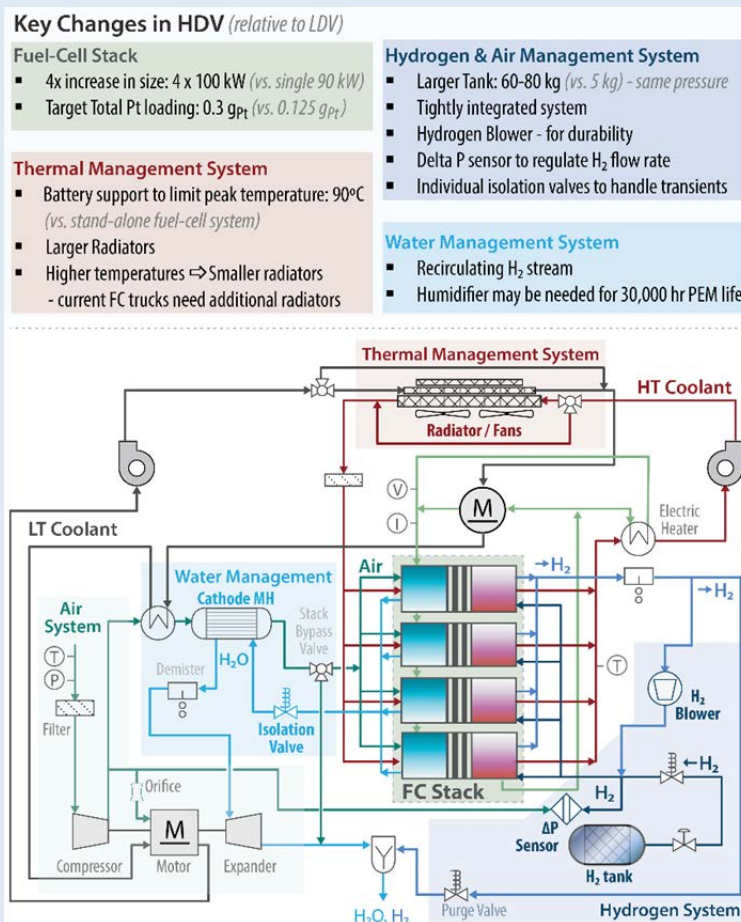 Key Changes in HDV (relative to LDV)
Fuel-Cell Stack
▪ 4x increase in size: 4 x 100 kW (vs. single 90 kW)
▪ Target Total Pt loading: 0.3 gPt (vs. 0.125 gPt)
Thermal Management System
▪ Battery support to limit peak temperature: 90ºC
(vs. stand-alone fuel-cell system)
▪ Larger Radiators
▪ Higher temperatures ⇨ Smaller radiators
- current FC trucks need additional radiators
Hydrogen & Air Management System
▪ Larger Tank: 60-80 kg (vs. 5 kg) - same pressure
▪ Tightly integrated system
▪ Hydrogen Blower - for durability
▪ Delta P sensor to regulate H₂ flow rate
▪ Individual isolation valves to handle transients
Water Management System
▪ Recirculating H₂ stream
▪ Humidifier may be needed for 30,000 hr PEM life
Thermal Management System
HT Coolant
Radiator / Fans
V
I
M
Electric
Heater
LT Coolant
Water Management
Cathode MH
Air
→H₂
→H₂
Air
System
Stack
Bypass
Valve
T
P
H₂O
Demister
T
Filter
Isolation
Valve
H₂
Blower
FC Stack
←H₂
H₂
Orifice
M
ΔP
Sensor
Compressor
Motor
Expander
H₂ tank
H₂O, H₂
Purge Valve
Hydrogen System